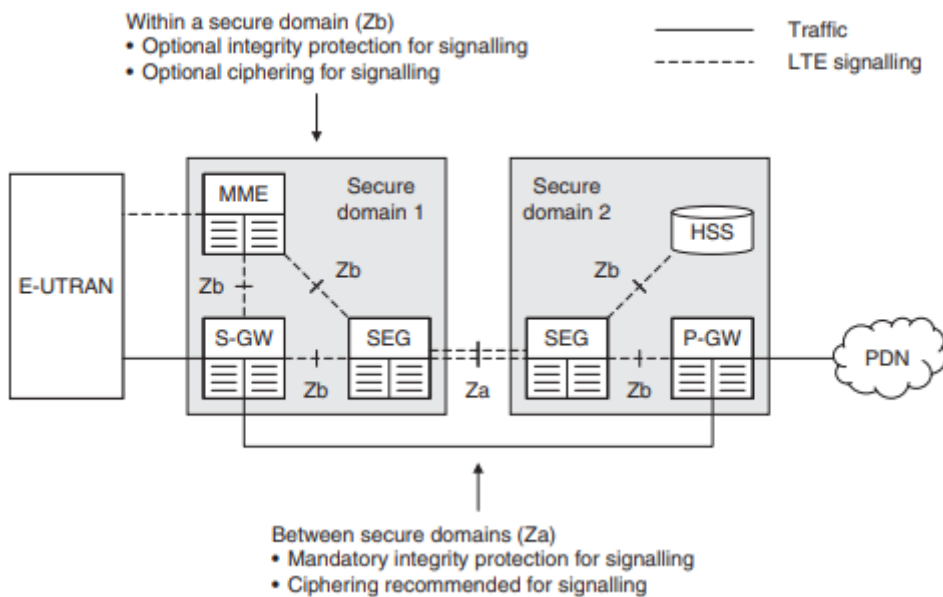 Within a secure domain (Zb)
• Optional integrity protection for signalling
• Optional ciphering for signalling
Traffic
LTE signalling
MME
Secure
domain 1
Secure
domain 2
HSS
E-UTRAN
Zb
Zb
Zb
S-GW
SEG
SEG
P-GW
PDN
Zb
Za
Zb
Between secure domains (Za)
• Mandatory integrity protection for signalling
• Ciphering recommended for signalling